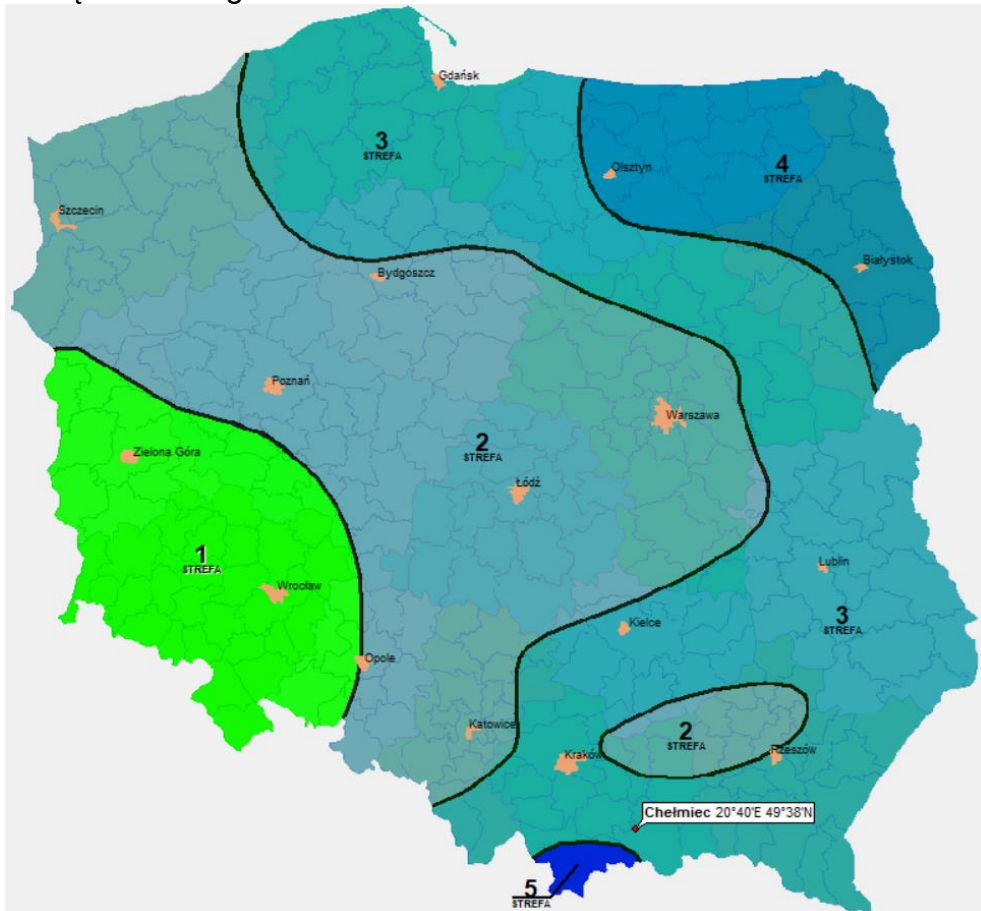 Gdańsk
3
STREFA
4
STREFA
Olsztyn
Szczecin
Białystok
Bydgoszcz
Poznań
Warszawa
2
STREFA
Zielona Góra
Łódź
1
STREFA
Wrocław
Lublin
3
STREFA
Kielce
Opole
Katowice
2
STREFA
Kraków
Rzeszów
Chełmiec 20°40'E 49°38'N
5
STREFA